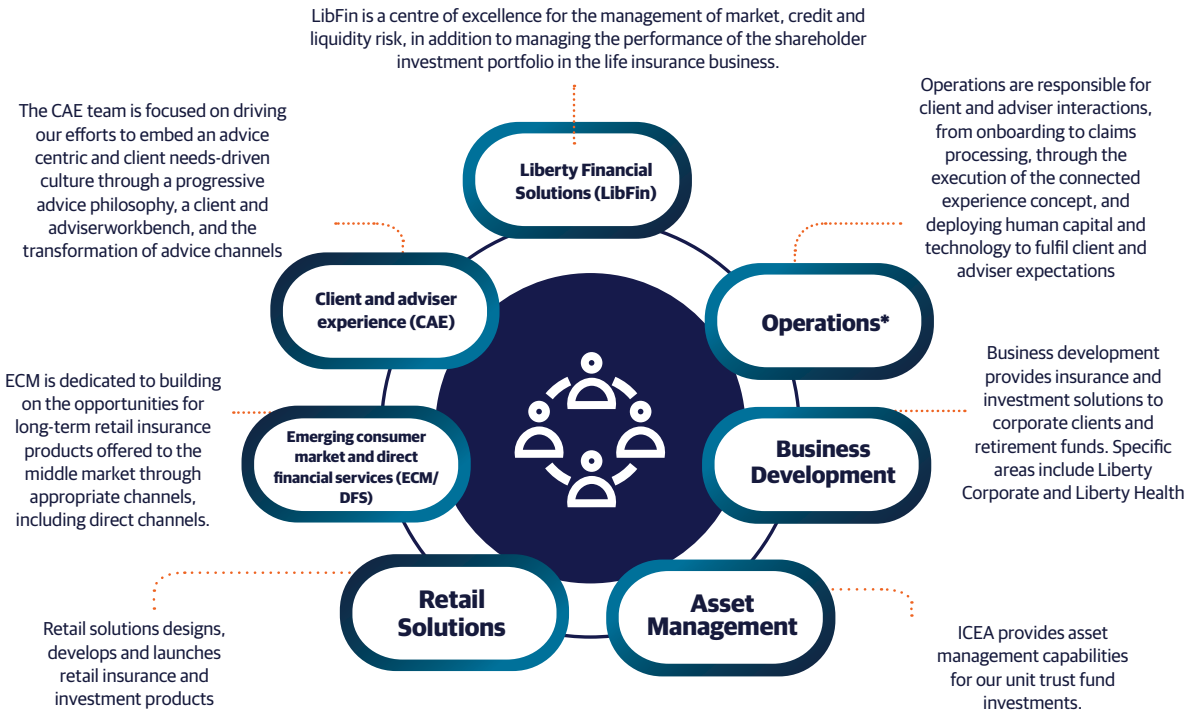 LibFin is a centre of excellence for the management of market, credit and
liquidity risk, in addition to managing the performance of the shareholder
investment portfolio in the life insurance business.
The CAE team is focused on driving
our efforts to embed an advice
centric and client needs-driven
culture through a progressive
advice philosophy, a client and
adviserworkbench, and the
transformation of advice channels
Liberty Financial
Solutions (LibFin)
Operations are responsible for
client and adviser interactions,
from onboarding to claims
processing, through the
execution of the connected
experience concept, and
deploying human capital and
technology to fulfil client and
adviser expectations
Client and adviser
experience (CAE)
Operations*
ECM is dedicated to building
on the opportunities for
long-term retail insurance
products offered to the
middle market through
appropriate channels,
including direct channels.
Emerging consumer
market and direct
financial services (ECM/
DFS)
Business
Development
Business development
provides insurance and
investment solutions to
corporate clients and
retirement funds. Specific
areas include Liberty
Corporate and Liberty Health
Retail
Solutions
Asset
Management
Retail solutions designs,
develops and launches
retail insurance and
investment products
ICEA provides asset
management capabilities
for our unit trust fund
investments.